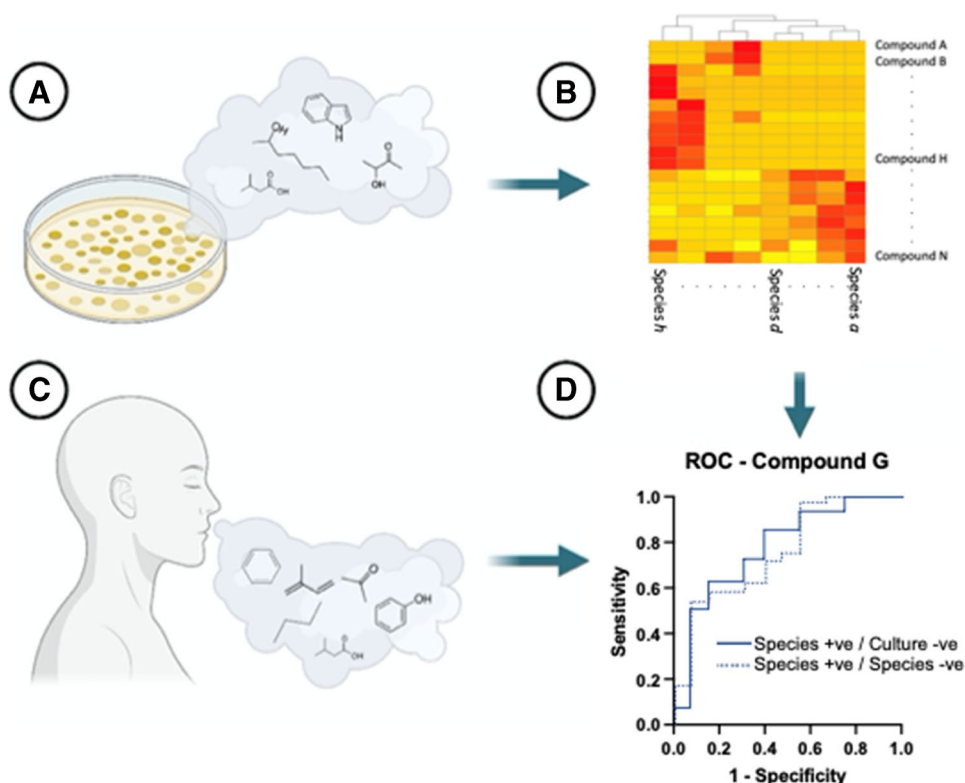 A
B
Compound A
Compound B
Compound H
Compound N
Species h
Species d
Species a
OH
N
H
O
OH
O
OH
C
D
ROC - Compound G
1.0
0.8
0.6
0.4
0.2
0.0
Sensitivity
Species +ve / Culture -ve
Species +ve / Species -ve
0.0 0.2 0.4 0.6 0.8 1.0
1 - Specificity
O
OH
O
OH